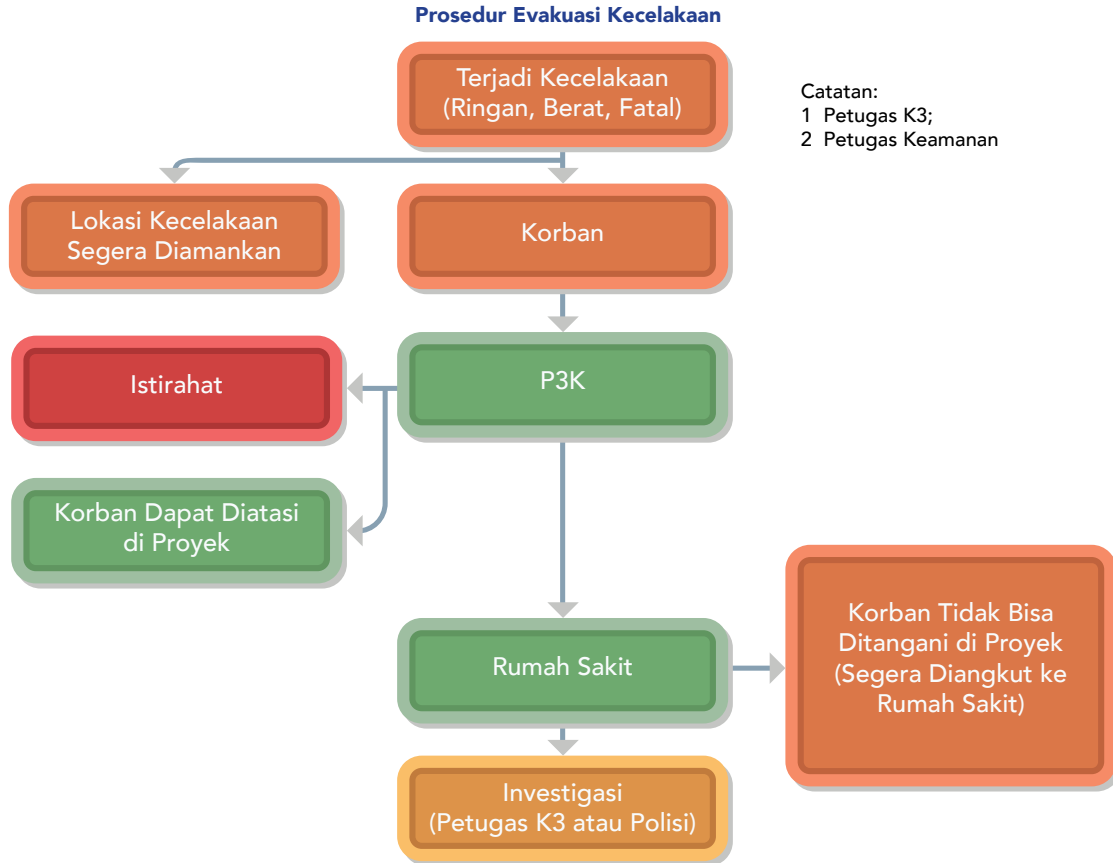 Prosedur Evakuasi Kecelakaan
Terjadi Kecelakaan
(Ringan, Berat, Fatal)
Catatan:
1 Petugas K3;
2 Petugas Keamanan
Lokasi Kecelakaan
Segera Diamankan
Korban
Istirahat
P3K
Korban Dapat Diatasi
di Proyek
Rumah Sakit
Korban Tidak Bisa
Ditangani di Proyek
(Segera Diangkut ke
Rumah Sakit)
Investigasi
(Petugas K3 atau Polisi)